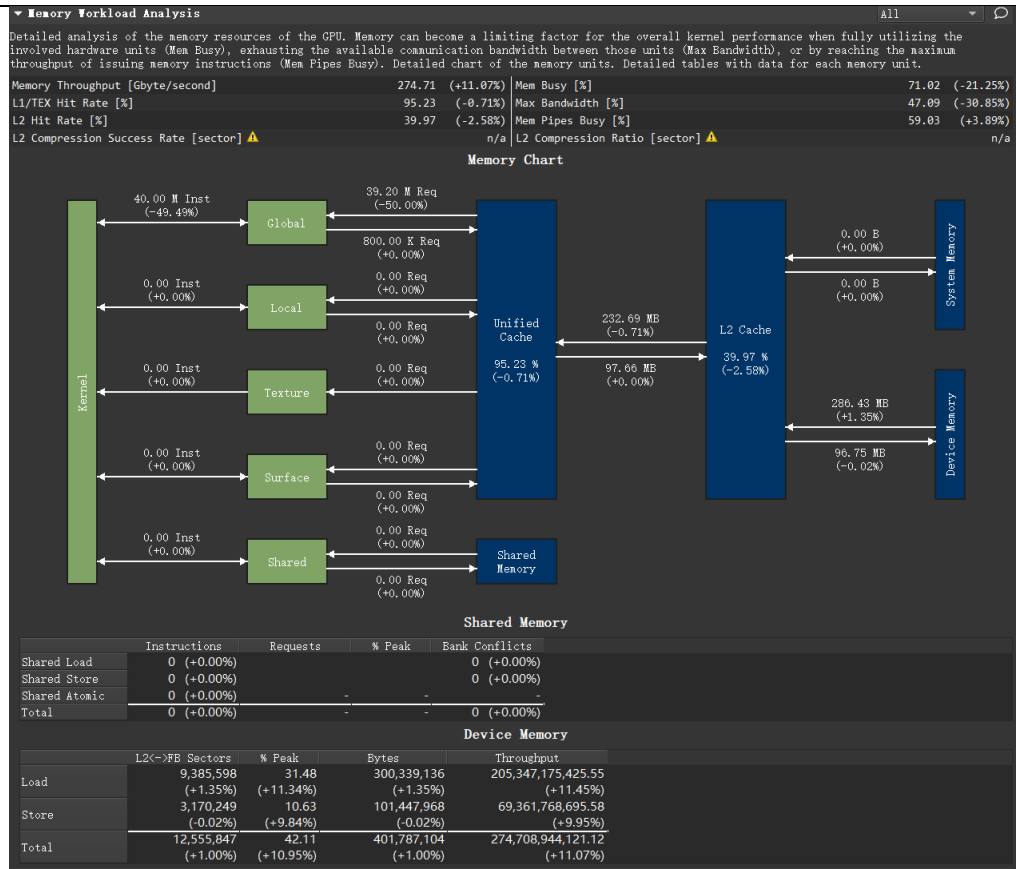 ▼ Memory Workload Analysis All
Detailed analysis of the memory resources of the GPU. Memory can become a limiting factor for the overall kernel performance when fully utilizing the
involved hardware units (Mem Busy), exhausting the available communication bandwidth between those units (Max Bandwidth), or by reaching the maximum
throughput of issuing memory instructions (Mem Pipes Busy). Detailed chart of the memory units. Detailed tables with data for each memory unit.
Memory Throughput [Gbyte/second] 274.71 (+11.07%) Mem Busy [%] 71.02 (-21.25%)
L1/TEX Hit Rate [%] 95.23 (-0.71%) Max Bandwidth [%] 47.09 (-30.85%)
L2 Hit Rate [%] 39.97 (-2.58%) Mem Pipes Busy [%] 59.03 (+3.89%)
L2 Compression Success Rate [sector] n/a L2 Compression Ratio [sector] n/a
Memory Chart
Kernel
40.00 M Inst
(-49.49%)
Global
39.20 M Req
(-50.00%)
800.00 K Req
(+0.00%)
0.00 Inst
(+0.00%)
Local
0.00 Req
(+0.00%)
0.00 Req
(+0.00%)
0.00 Inst
(+0.00%)
Texture
0.00 Req
(+0.00%)
0.00 Inst
(+0.00%)
Surface
0.00 Req
(+0.00%)
0.00 Req
(+0.00%)
0.00 Inst
(+0.00%)
Shared
0.00 Req
(+0.00%)
0.00 Req
(+0.00%)
Unified
Cache
95.23 %
(-0.71%)
Shared
Memory
232.69 MB
(-0.71%)
97.66 MB
(+0.00%)
L2 Cache
39.97 %
(-2.58%)
0.00 B
(+0.00%)
0.00 B
(+0.00%)
System Memory
286.43 MB
(+1.35%)
96.75 MB
(-0.02%)
Device Memory
Shared Memory
Instructions Requests % Peak Bank Conflicts
Shared Load 0 (+0.00%) 0 (+0.00%)
Shared Store 0 (+0.00%) 0 (+0.00%)
Shared Atomic 0 (+0.00%) - - -
Total 0 (+0.00%) - - 0 (+0.00%)
Device Memory
L2<->FB Sectors % Peak Bytes Throughput
Load 9,385,598 31.48 300,339,136 205,347,175,425.55
(+1.35%) (+11.34%) (+1.35%) (+11.45%)
Store 3,170,249 10.63 101,447,968 69,361,768,695.58
(-0.02%) (+9.84%) (-0.02%) (+9.95%)
Total 12,555,847 42.11 401,787,104 274,708,944,121.12
(+1.00%) (+10.95%) (+1.00%) (+11.07%)